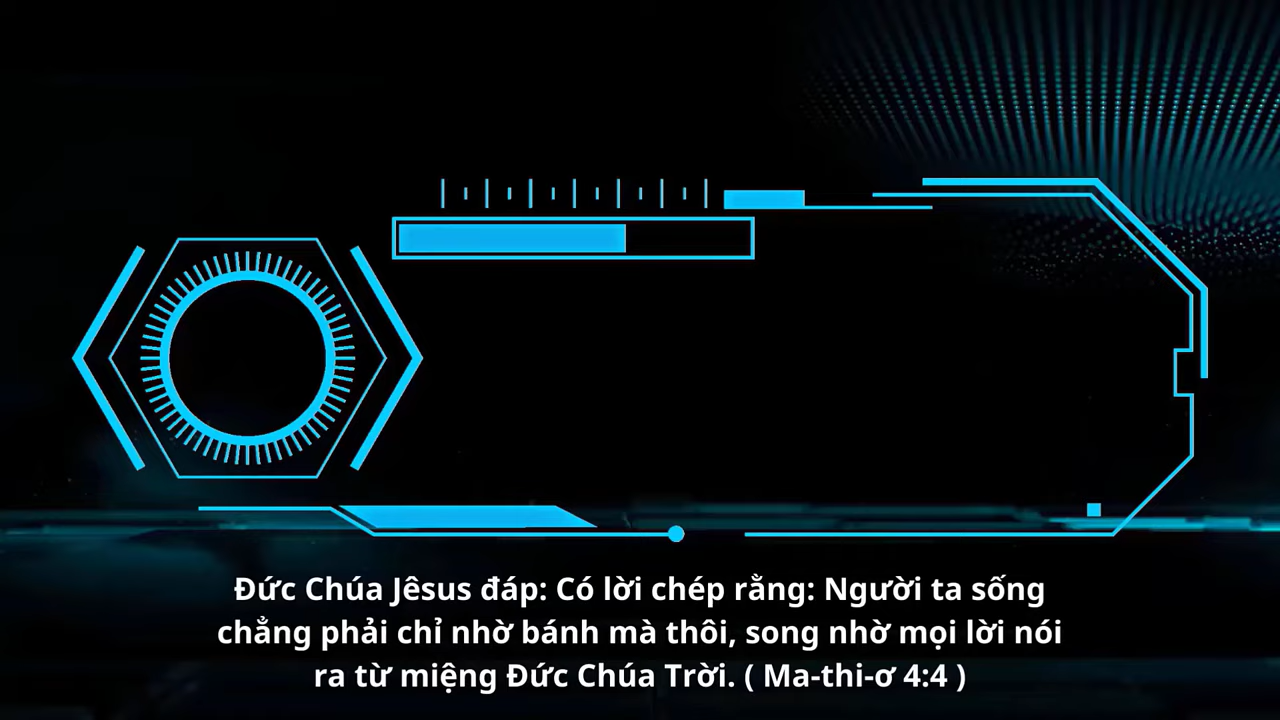 Đức Chúa Jêsus đáp: Có lời chép rằng: Người ta sống
chẳng phải chỉ nhờ bánh mà thôi, song nhờ mọi lời nói
ra từ miệng Đức Chúa Trời. ( Ma-thi-ơ 4:4 )